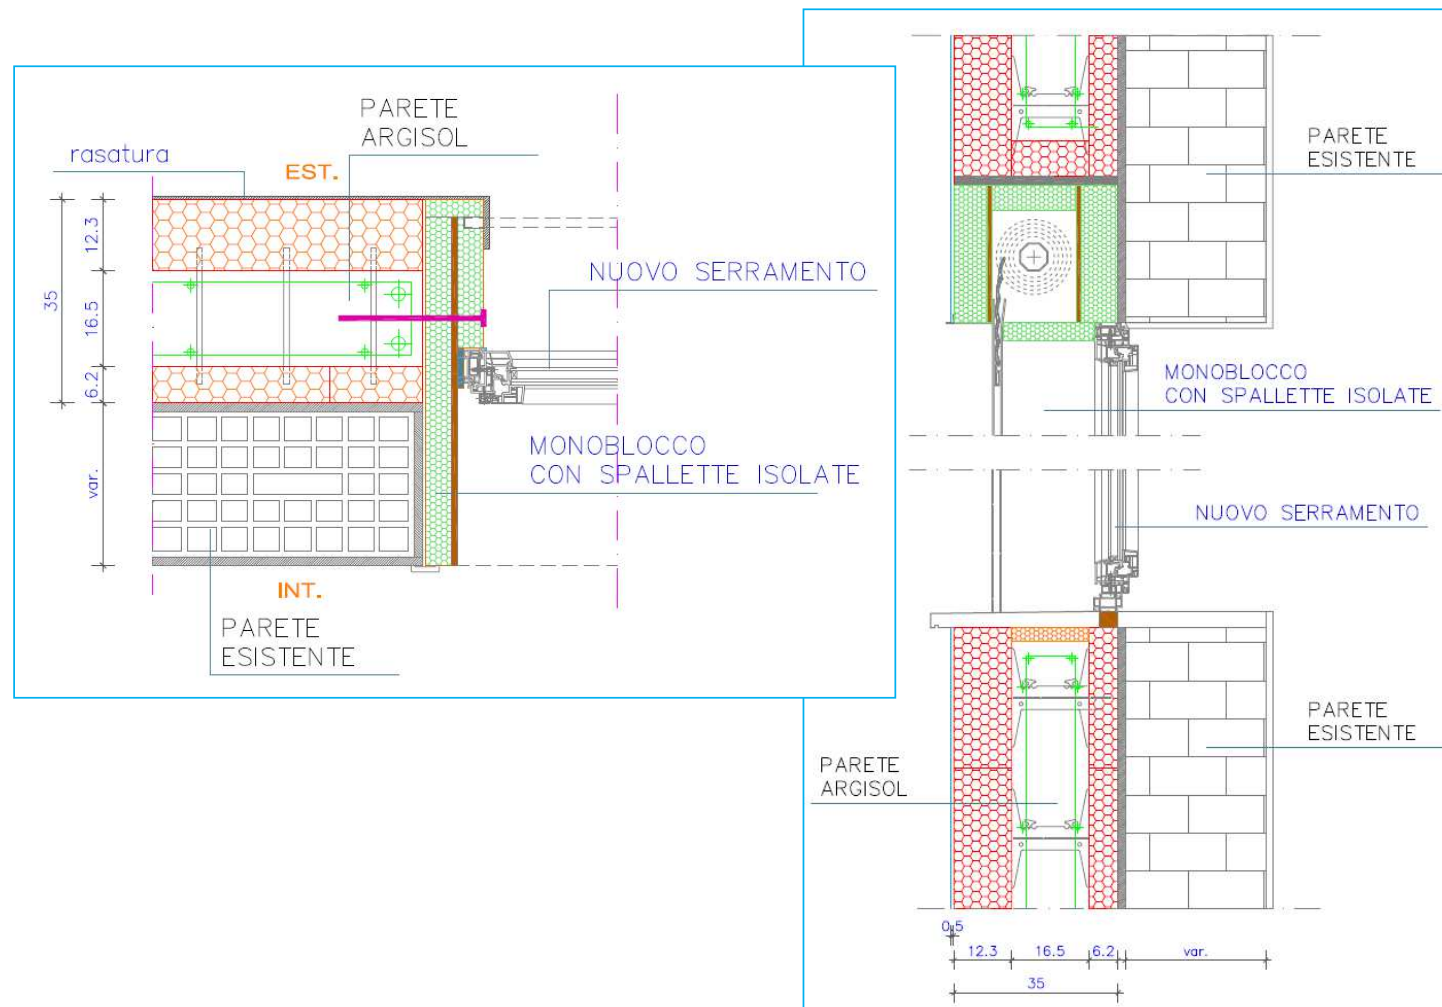 PARETE
ARGISOL
rasatura
EST.
12.3
35
16.5
6.2
var.
NUOVO SERRAMENTO
MONOBLOCCO
CON SPALLETTE ISOLATE
INT.
PARETE
ESISTENTE
PARETE
ESISTENTE
MONOBLOCCO
CON SPALLETTE ISOLATE
NUOVO SERRAMENTO
PARETE
ESISTENTE
PARETE
ARGISOL
0.5
12.3 16.5 6.2 var.
35